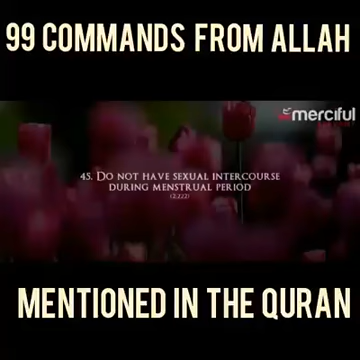 99 COMMANDS FROM ALLAH
merciful
45. DO NOT HAVE SEXUAL INTERCOURSE
DURING MENSTRUAL PERIOD
(2:222)
MENTIONED IN THE QURAN